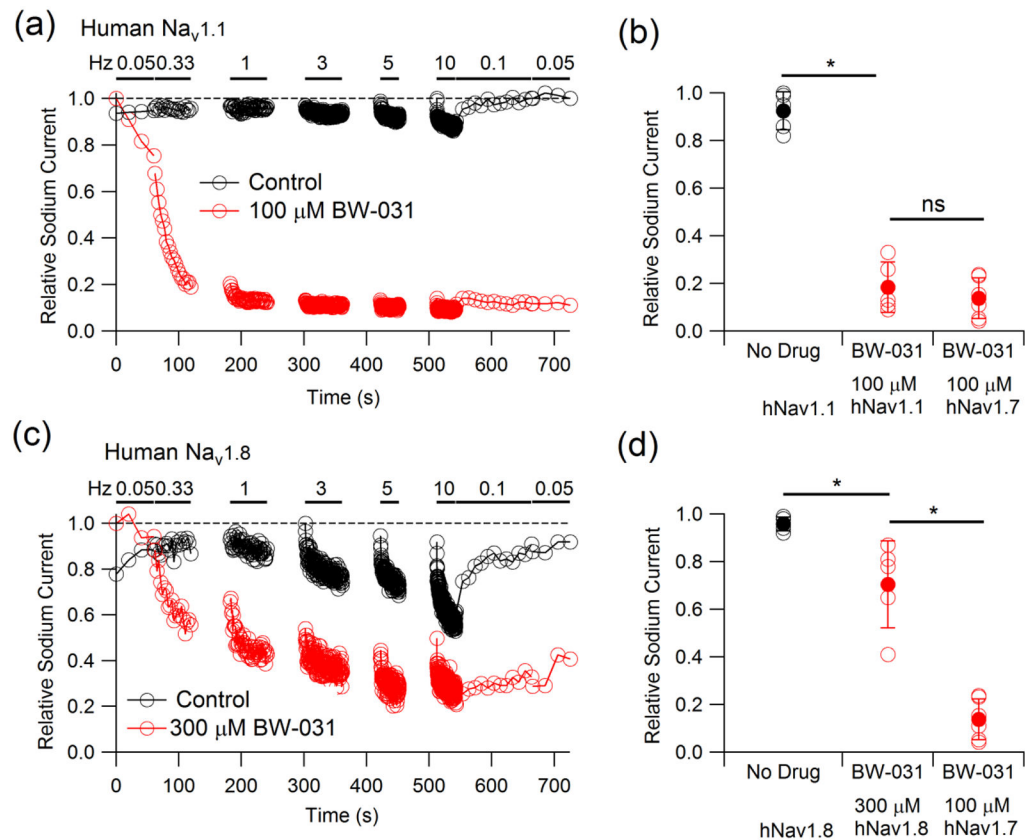 (a)
Human Nav1.1
Hz 0.05 0.33 1 3 5 10 0.1 0.05
1.0
0.8
0.6
0.4
0.2
0.0
Relative Sodium Current
Control
100 μM BW-031
0 100 200 300 400 500 600 700
Time (s)
(b)
*
ns
1.0
0.8
0.6
0.4
0.2
0.0
Relative Sodium Current
No Drug BW-031 BW-031
100 μM 100 μM
hNav1.1 hNav1.1 hNav1.7
(c)
Human Nav1.8
Hz 0.05 0.33 1 3 5 10 0.1 0.05
1.0
0.8
0.6
0.4
0.2
0.0
Relative Sodium Current
Control
300 μM BW-031
0 100 200 300 400 500 600 700
Time (s)
(d)
*
*
1.0
0.8
0.6
0.4
0.2
0.0
Relative Sodium Current
No Drug BW-031 BW-031
300 μM 100 μM
hNav1.8 hNav1.8 hNav1.7